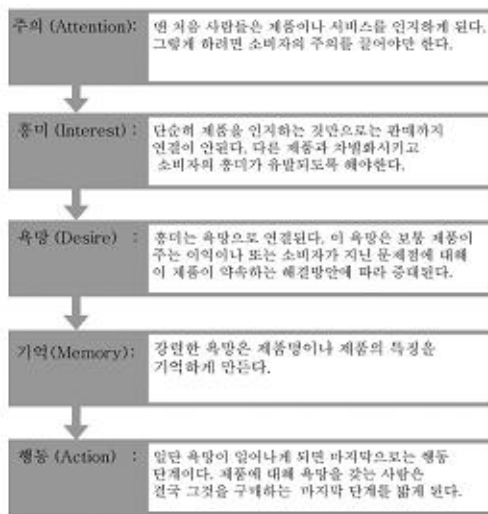 주의 (Attention):
맨 처음 사람들은 제품이나 서비스를 인지하게 된다.
그렇게 하려면 소비자의 주의를 끌어야만 한다.
흥미 (Interest) :
단순히 제품을 인지하는 것만으로는 판매까지
연결이 안된다. 다른 제품과 차별화시키고
소비자의 흥미가 유발되도록 해야한다.
욕망 (Desire) :
흥미는 욕망으로 연결된다. 이 욕망은 보통 제품이
주는 이익이나 또는 소비자가 지닌 문제점에 대해
이 제품이 약속하는 해결방안에 따라 증대된다.
기억(Memory):
강렬한 욕망은 제품명이나 제품의 특징을
기억하게 만든다.
행동 (Action) :
일단 욕망이 일어나게 되면 마지막으로는 행동
단계이다. 제품에 대해 욕망을 갖는 사람은
결국 그것을 구매하는 마지막 단계를 밟게 된다.